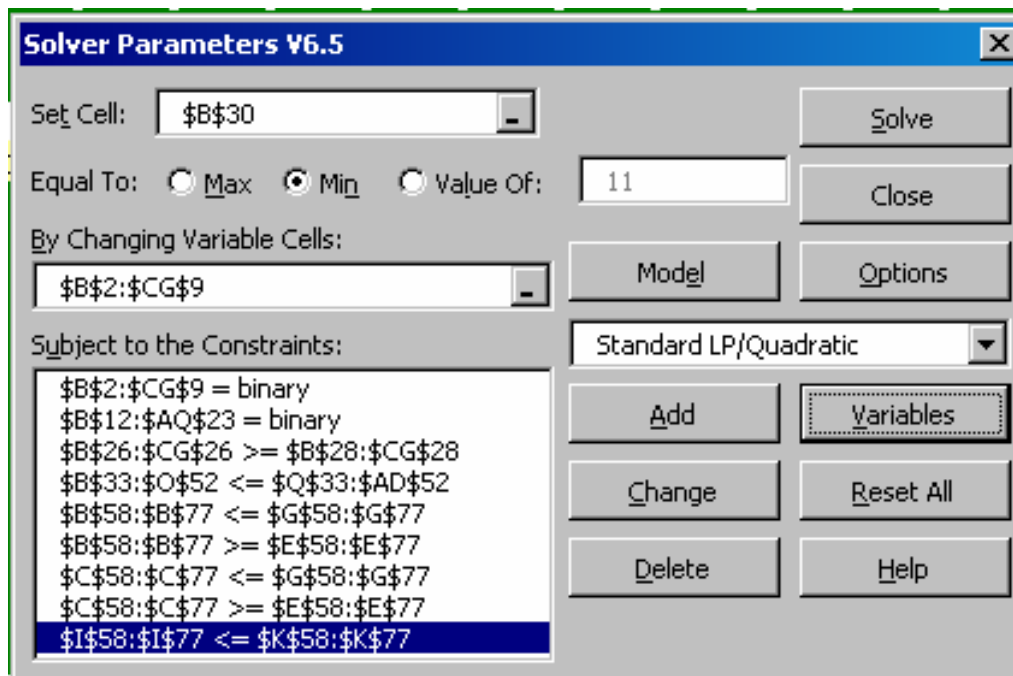 Solver Parameters V6.5
Set Cell: $B$30
Solve
Equal To: Max Min Value Of: 11
Close
By Changing Variable Cells:
$B$2:$CG$9
Model
Options
Subject to the Constraints:
Standard LP/Quadratic
$B$2:$CG$9 = binary
$B$12:$AQ$23 = binary
$B$26:$CG$26 >= $B$28:$CG$28
$B$33:$O$52 <= $Q$33:$AD$52
$B$58:$B$77 <= $G$58:$G$77
$B$58:$B$77 >= $E$58:$E$77
$C$58:$C$77 <= $G$58:$G$77
$C$58:$C$77 >= $E$58:$E$77
$I$58:$I$77 <= $K$58:$K$77
Add
Variables
Change
Reset All
Delete
Help